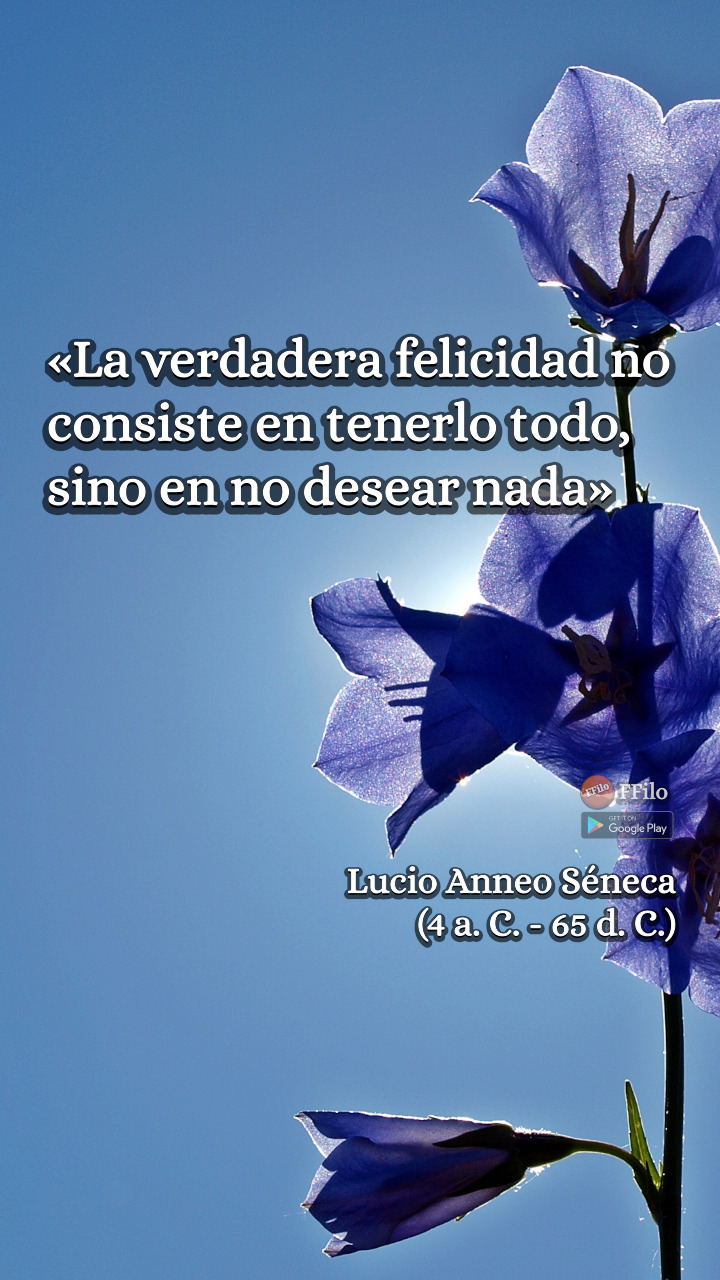 «La verdadera felicidad no
consiste en tenerlo todo,
sino en no desear nada»
FFilo FFilo
GET IT ON
Google Play
Lucio Anneo Séneca
(4 a. C. - 65 d. C.)